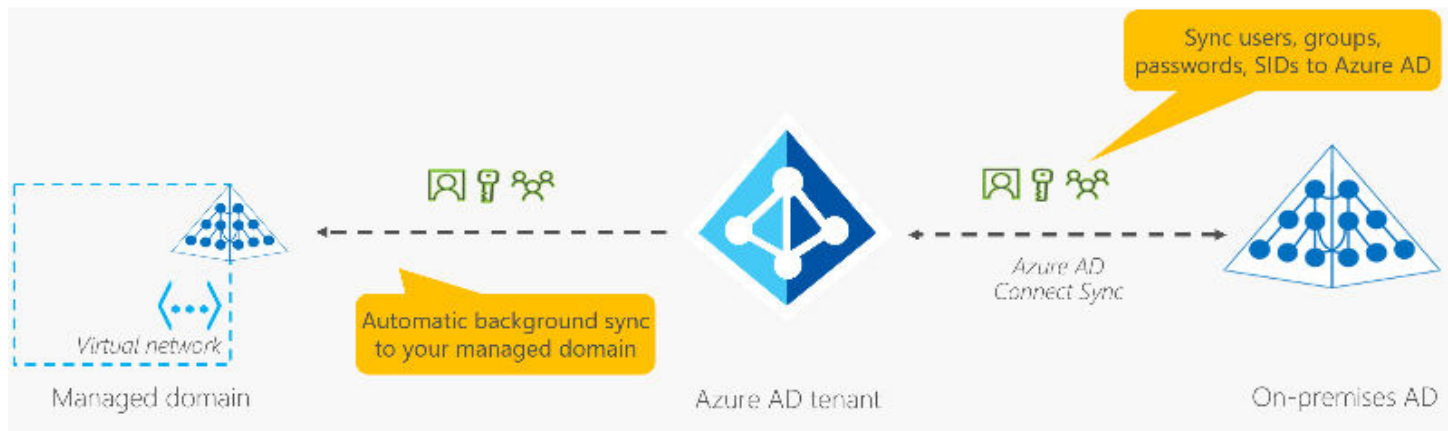 Sync users, groups,
passwords, SIDs to Azure AD
Azure AD
Connect Sync
Automatic background sync
to your managed domain
Virtual network
Managed domain
Azure AD tenant
On-premises AD